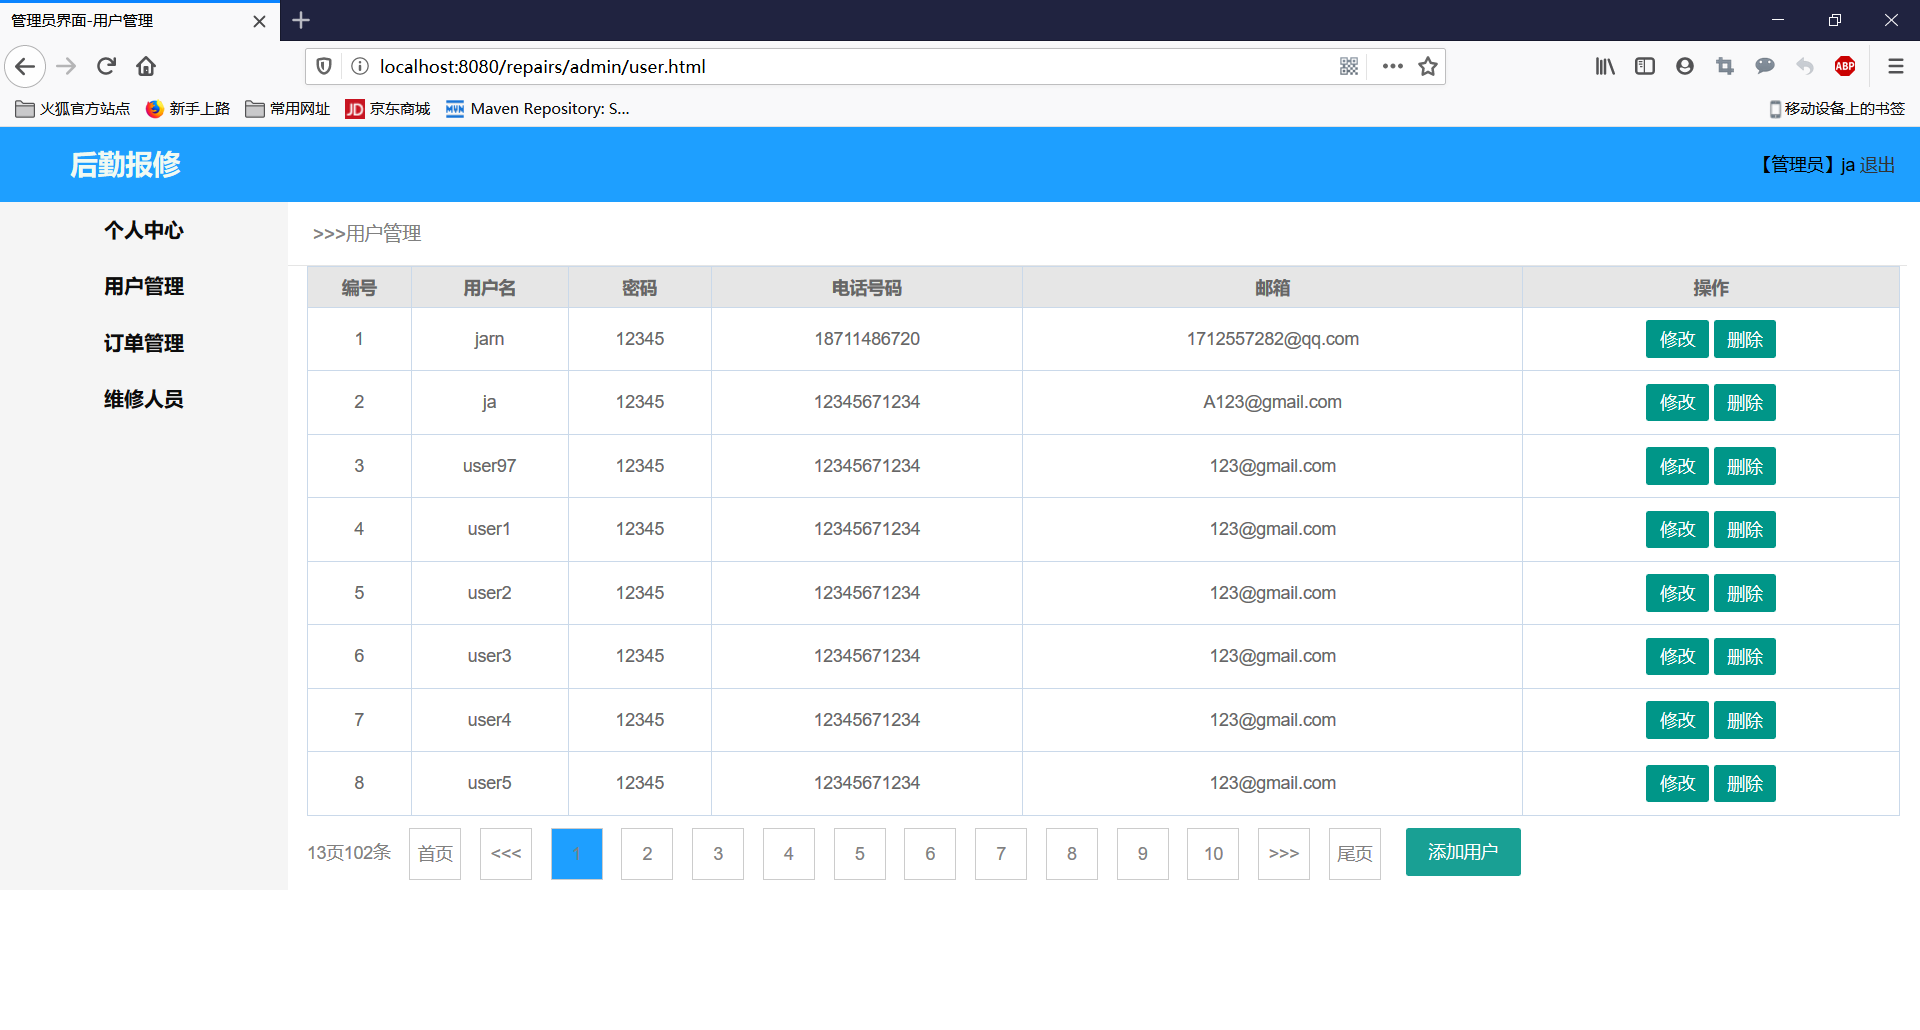 管理员界面-用户管理
localhost:8080/repairs/admin/user.html
ABP
火狐官方站点 新手上路 常用网址 JD 京东商城 MVN Maven Repository: S... 移动设备上的书签
后勤报修 【管理员】ja 退出
个人中心
用户管理
订单管理
维修人员
>>>用户管理
编号 用户名 密码 电话号码 邮箱 操作
1 jarn 12345 18711486720 1712557282@qq.com 修改 删除
2 ja 12345 12345671234 A123@gmail.com 修改 删除
3 user97 12345 12345671234 123@gmail.com 修改 删除
4 user1 12345 12345671234 123@gmail.com 修改 删除
5 user2 12345 12345671234 123@gmail.com 修改 删除
6 user3 12345 12345671234 123@gmail.com 修改 删除
7 user4 12345 12345671234 123@gmail.com 修改 删除
8 user5 12345 12345671234 123@gmail.com 修改 删除
13页102条 首页 <<< 1 2 3 4 5 6 7 8 9 10 >>> 尾页 添加用户